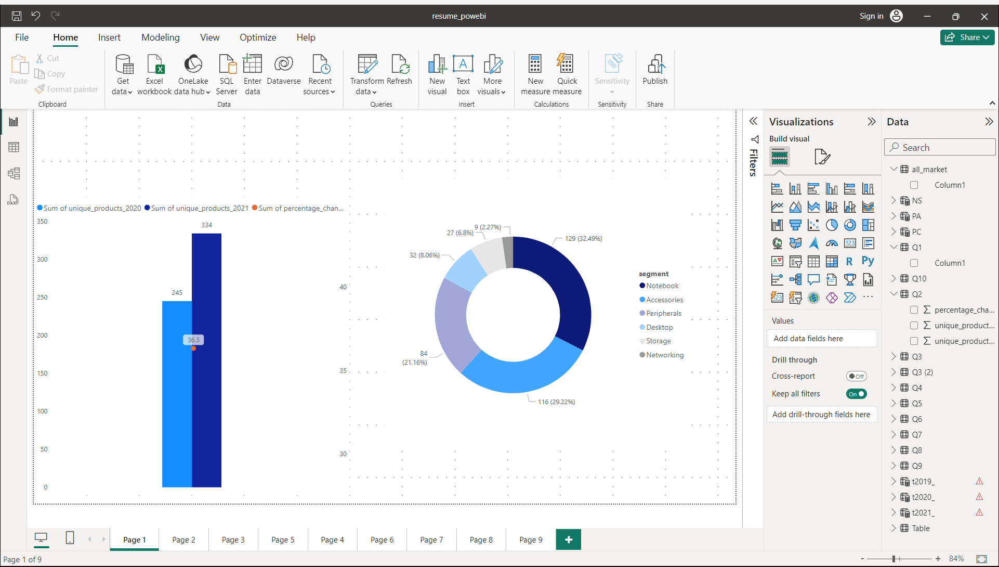 resume_powebi
Sign in
File Home Insert Modeling View Optimize Help
Share
Paste
Cut
Copy
Format painter
Clipboard
Get data
Excel workbook
OneLake data hub
SQL Server
Enter data
Dataverse
Recent sources
Data
Transform data
Refresh
Queries
New visual
Text box
More visuals
Insert
New measure
Quick measure
Calculations
Sensitivity
Sensitivity
Publish
Share
DAX
Sum of unique_products_2020 Sum of unique_products_2021 Sum of percentage_chan...
350
300
250
200
150
100
50
0
334
245
36.3
40
35
30
9 (2.27%)
27 (6.8%)
32 (8.06%)
129 (32.49%)
84
(21.16%)
116 (29.22%)
segment
Notebook
Accessories
Peripherals
Desktop
Storage
Networking
Filters
Visualizations
Build visual
123
R
Py
123
...
Values
Add data fields here
Drill through
Cross-report
Off
Keep all filters
On
Add drill-through fields here
Data
Search
all_market
Column1
NS
PA
PC
Q1
Column1
Q10
Q2
percentage_cha...
unique_product...
unique_product...
Q3
Q3 (2)
Q4
Q5
Q6
Q7
Q8
Q9
t2019_
t2020_
t2021_
Table
Page 1 Page 2 Page 3 Page 5 Page 4 Page 6 Page 7 Page 8 Page 9 +
Page 1 of 9
- + 84%